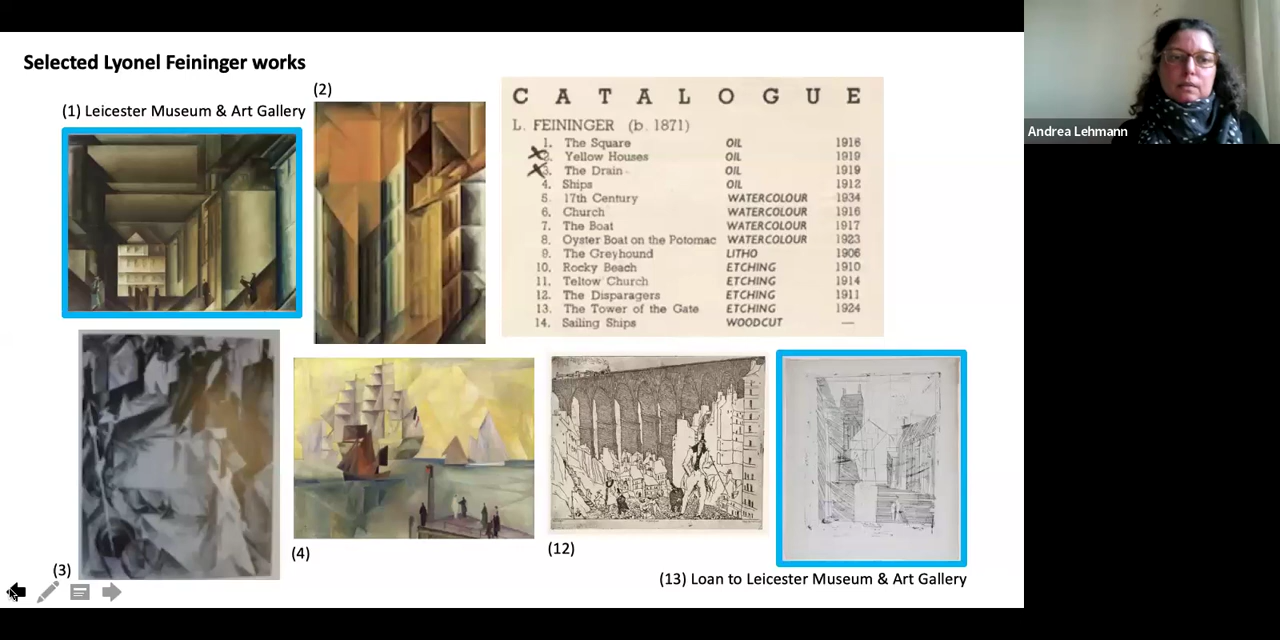 Selected Lyonel Feininger works
(1) Leicester Museum & Art Gallery
(2)
CATALOGUE
L. FEININGER (b. 1871)
1. The Square OIL 1916
2. Yellow Houses OIL 1919
3. The Drain OIL 1919
4. Ships OIL 1912
5. 17th Century WATERCOLOUR 1934
6. Church WATERCOLOUR 1916
7. The Boat WATERCOLOUR 1917
8. Oyster Boat on the Potomac WATERCOLOUR 1923
9. The Greyhound LITHO 1906
10. Rocky Beach ETCHING 1910
11. Teltow Church ETCHING 1914
12. The Disparagers ETCHING 1911
13. The Tower of the Gate ETCHING 1924
14. Sailing Ships WOODCUT —
(3)
(4)
(12)
(13) Loan to Leicester Museum & Art Gallery
Andrea Lehmann